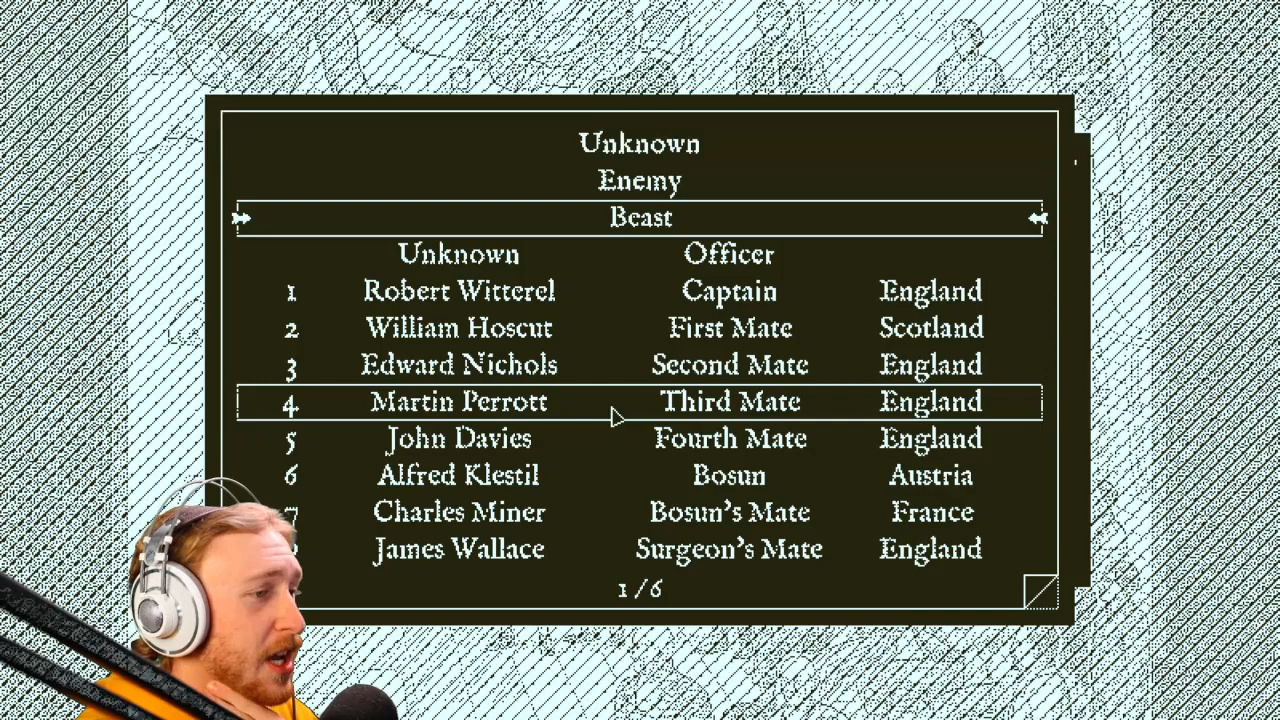 Unknown
Enemy
Beast
Unknown Officer
1 Robert Witterel Captain England
2 William Hoscut First Mate Scotland
3 Edward Nichols Second Mate England
4 Martin Perrott Third Mate England
5 John Davies Fourth Mate England
6 Alfred Klestil Bosun Austria
7 Charles Miner Bosun's Mate France
James Wallace Surgeon's Mate England
1/6